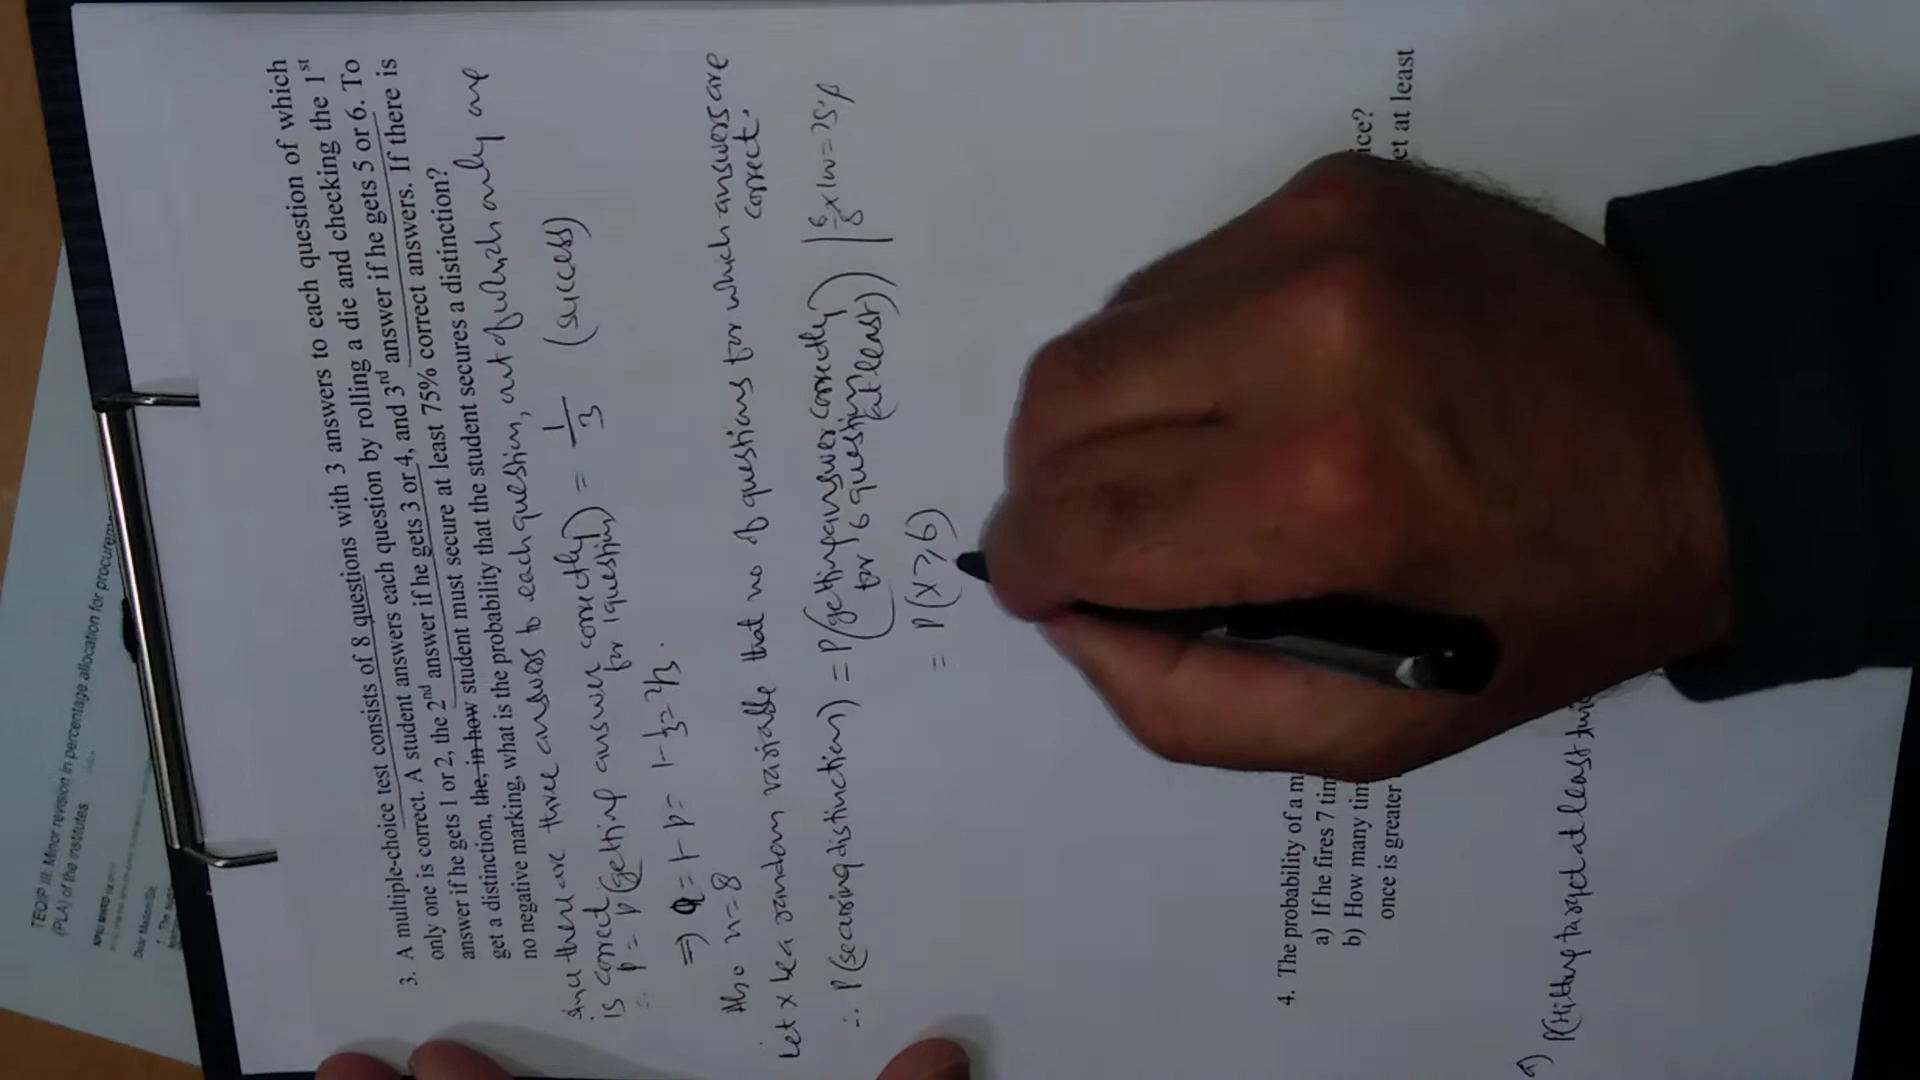 TEQIP III: Minor revision in percentage allocation for procurement
(PLA) of the institutes
3. A multiple-choice test consists of 8 questions with 3 answers to each question of which
only one is correct. A student answers each question by rolling a die and checking the 1st
answer if he gets 1 or 2, the 2nd answer if he gets 3 or 4, and 3rd answer if he gets 5 or 6. To
get a distinction, the, in how student must secure at least 75% correct answers. If there is
no negative marking, what is the probability that the student secures a distinction?
Since there are three answers to each question, out of which only one
is correct
∴ p = P(getting answer correctly for 1 question) = 1/3 (success)
⇒ q = 1-p = 1-1/3 = 2/3.
Also n=8
Let x be a random variable that no of questions for which answers are
correct.
∴ P(securing distinction) = P(getting answer correctly for 6 questions (at least)) | 6/8 x 100 = 75%
= P(x≥6)
4. The probability of a m
ice?
a) If he fires 7 tim
et at least
b) How many tim
once is greater
a) P(Hitting target at least twice